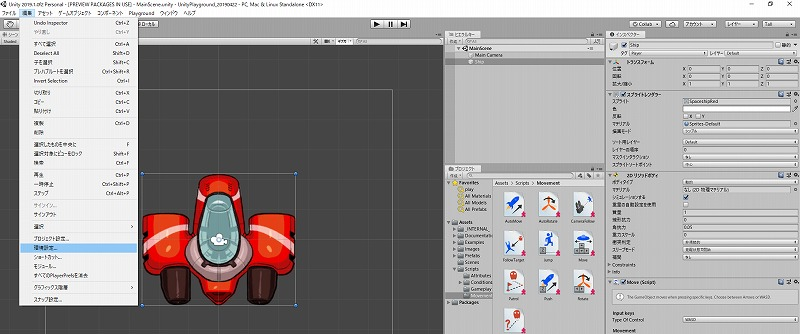 Unity 2019.1.0f2 Personal - [PREVIEW PACKAGES IN USE] - MainScene.unity - UnityPlayground_20190422 - PC, Mac & Linux Standalone <DX11>
ファイル 編集 アセット ゲームオブジェクト コンポーネント Playground ウィンドウ ヘルプ
ローカル
Collab
アカウント
レイヤー
Default
Undo Inspector Ctrl+Z
やり直し Ctrl+Y
すべて選択 Ctrl+A
Deselect All Shift+D
子を選択 Shift+C
プレハブルートを選択 Ctrl+Shift+R
Invert Selection Ctrl+I
切り取り Ctrl+X
コピー Ctrl+C
貼り付け Ctrl+V
複製 Ctrl+D
削除
選択したものを中央に F
選択対象にビューをロック Shift+F
検索 Ctrl+F
再生 Ctrl+P
一時停止 Ctrl+Shift+P
ステップ Ctrl+Alt+P
サインイン...
サインアウト
選択
プロジェクト設定...
環境設定...
ショートカット...
モジュール...
すべてのPlayerPrefsを消去
グラフィックス階層
スナップ設定...
ヒエラルキー
MainScene
Main Camera
Ship
プロジェクト
Favorites
play
All Materials
All Models
All Prefabs
Assets
_INTERNAL_
Documentation
Examples
Images
Prefabs
Scenes
Scripts
Attributes
Conditions
Gameplay
Movement
Packages
Assets > Scripts > Movement
AutoMove
AutoRotate
CameraFollow
FollowTarget
Jump
Move
Patrol
Push
Rotate
インスペクター
Ship
静的
タグ Player レイヤー Default
トランスフォーム
位置 X 0 Y 0 Z 0
回転 X 0 Y 0 Z 0
拡大/縮小 X 1 Y 1 Z 1
スプライトレンダラー
スプライト SpaceshipRed
色
反転 X Y
マテリアル Sprites-Default
描画モード シンプル
ソート用レイヤー Default
レイヤーの順序 0
マスクインタラクション なし
スプライトソートポイント 中心
2D リジッドボディ
ボディタイプ 動的
マテリアル なし (2D 物理マテリアル)
シミュレーションする
重量の自動設定を使用
質量 1
線形抗力 0
角抗力 0.05
重力スケール 0
衝突判定
スリープモード
補間 なし
Constraints
Info
Move (Script)
The GameObject moves when pressing specific keys. Choose between Arrows or WASD.
Input keys
Type Of Control WASD
Movement